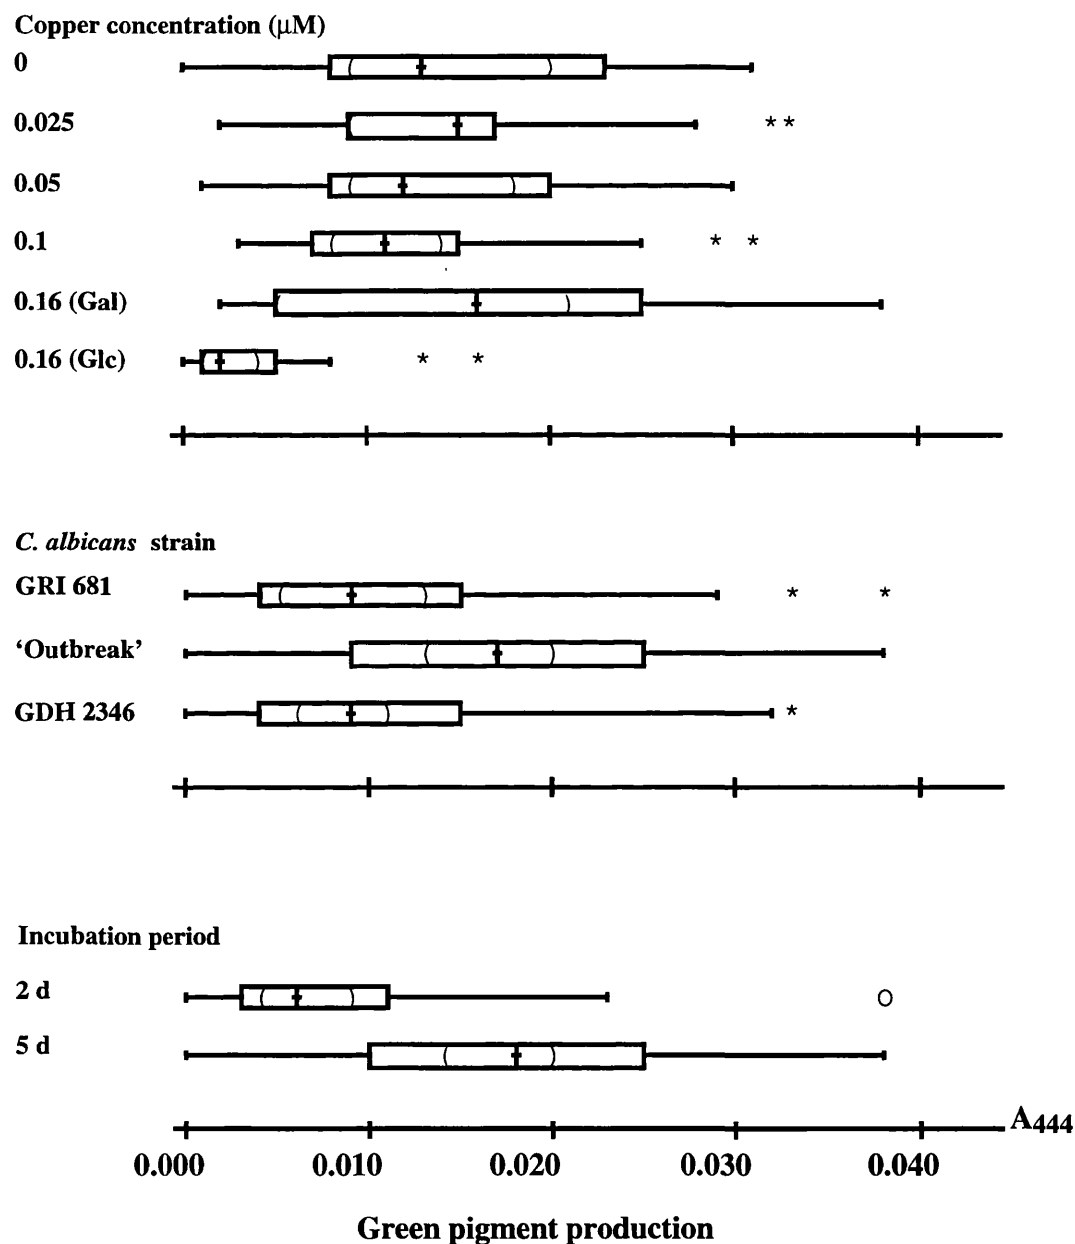 Copper concentration (μM)
0
0.025
**
0.05
0.1
* *
0.16 (Gal)
0.16 (Glc)
* *
C. albicans strain
GRI 681
* *
‘Outbreak’
GDH 2346
*
Incubation period
2 d
5 d
A444
0.000 0.010 0.020 0.030 0.040
Green pigment production